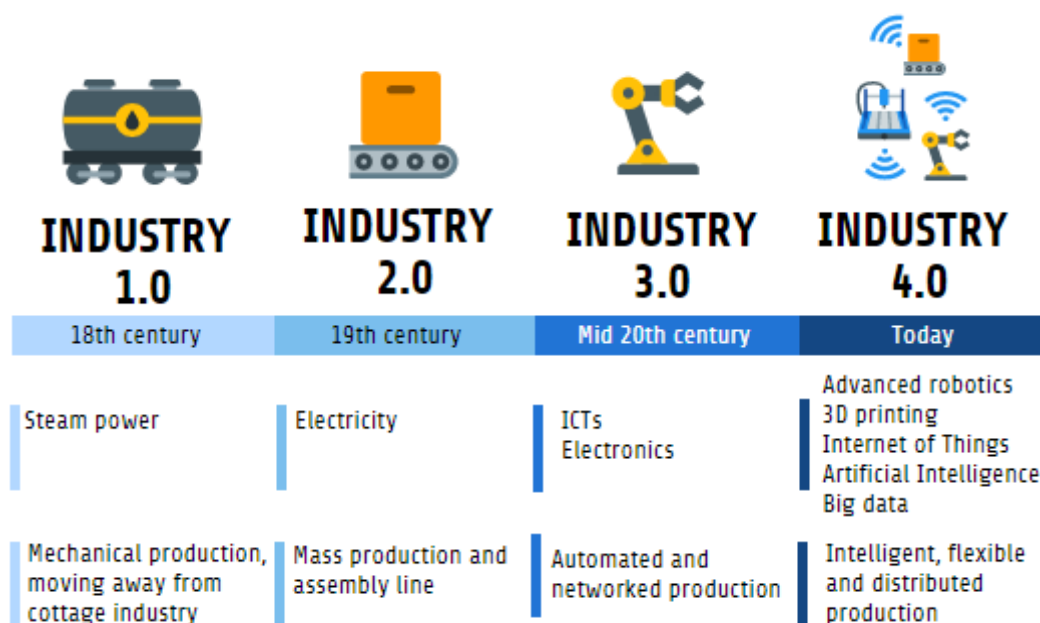 INDUSTRY
1.0
INDUSTRY
2.0
INDUSTRY
3.0
INDUSTRY
4.0
18th century
19th century
Mid 20th century
Today
Steam power
Electricity
ICTs
Electronics
Advanced robotics
3D printing
Internet of Things
Artificial Intelligence
Big data
Mechanical production,
moving away from
cottage industry
Mass production and
assembly line
Automated and
networked production
Intelligent, flexible
and distributed
production